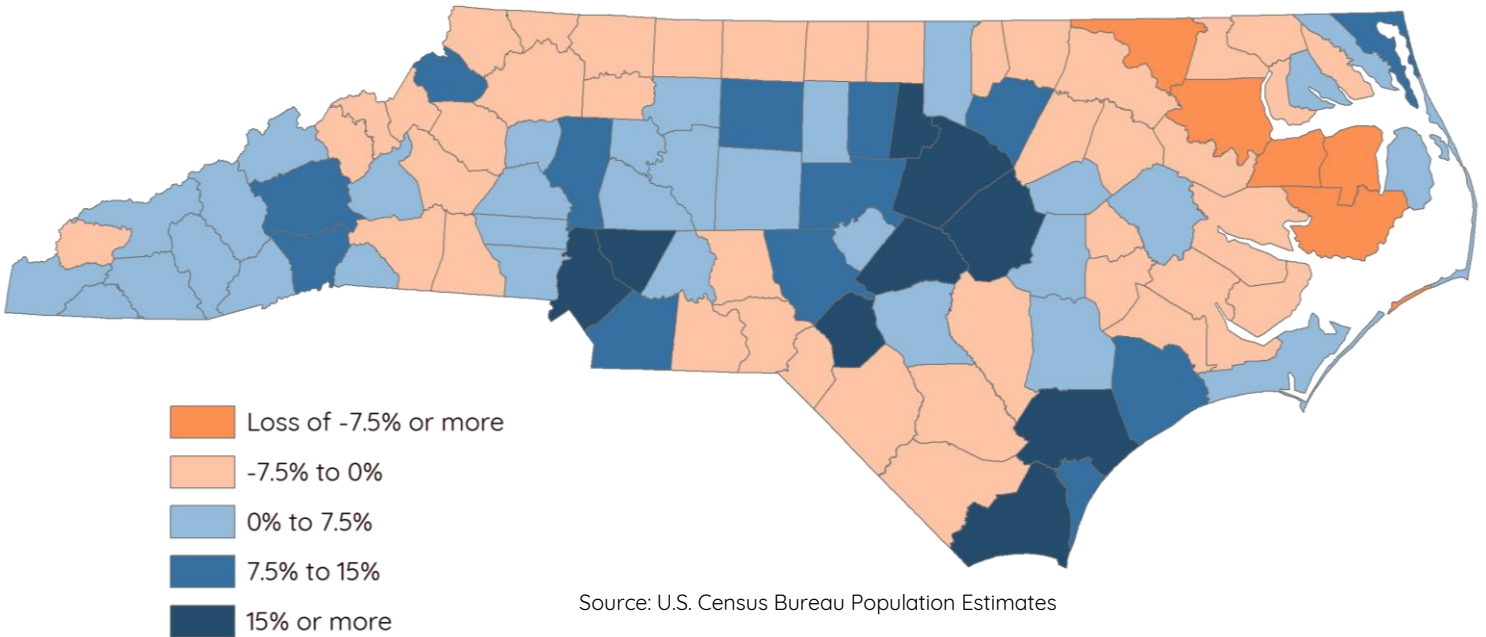 Loss of -7.5% or more
-7.5% to 0%
0% to 7.5%
7.5% to 15%
15% or more
Source: U.S. Census Bureau Population Estimates